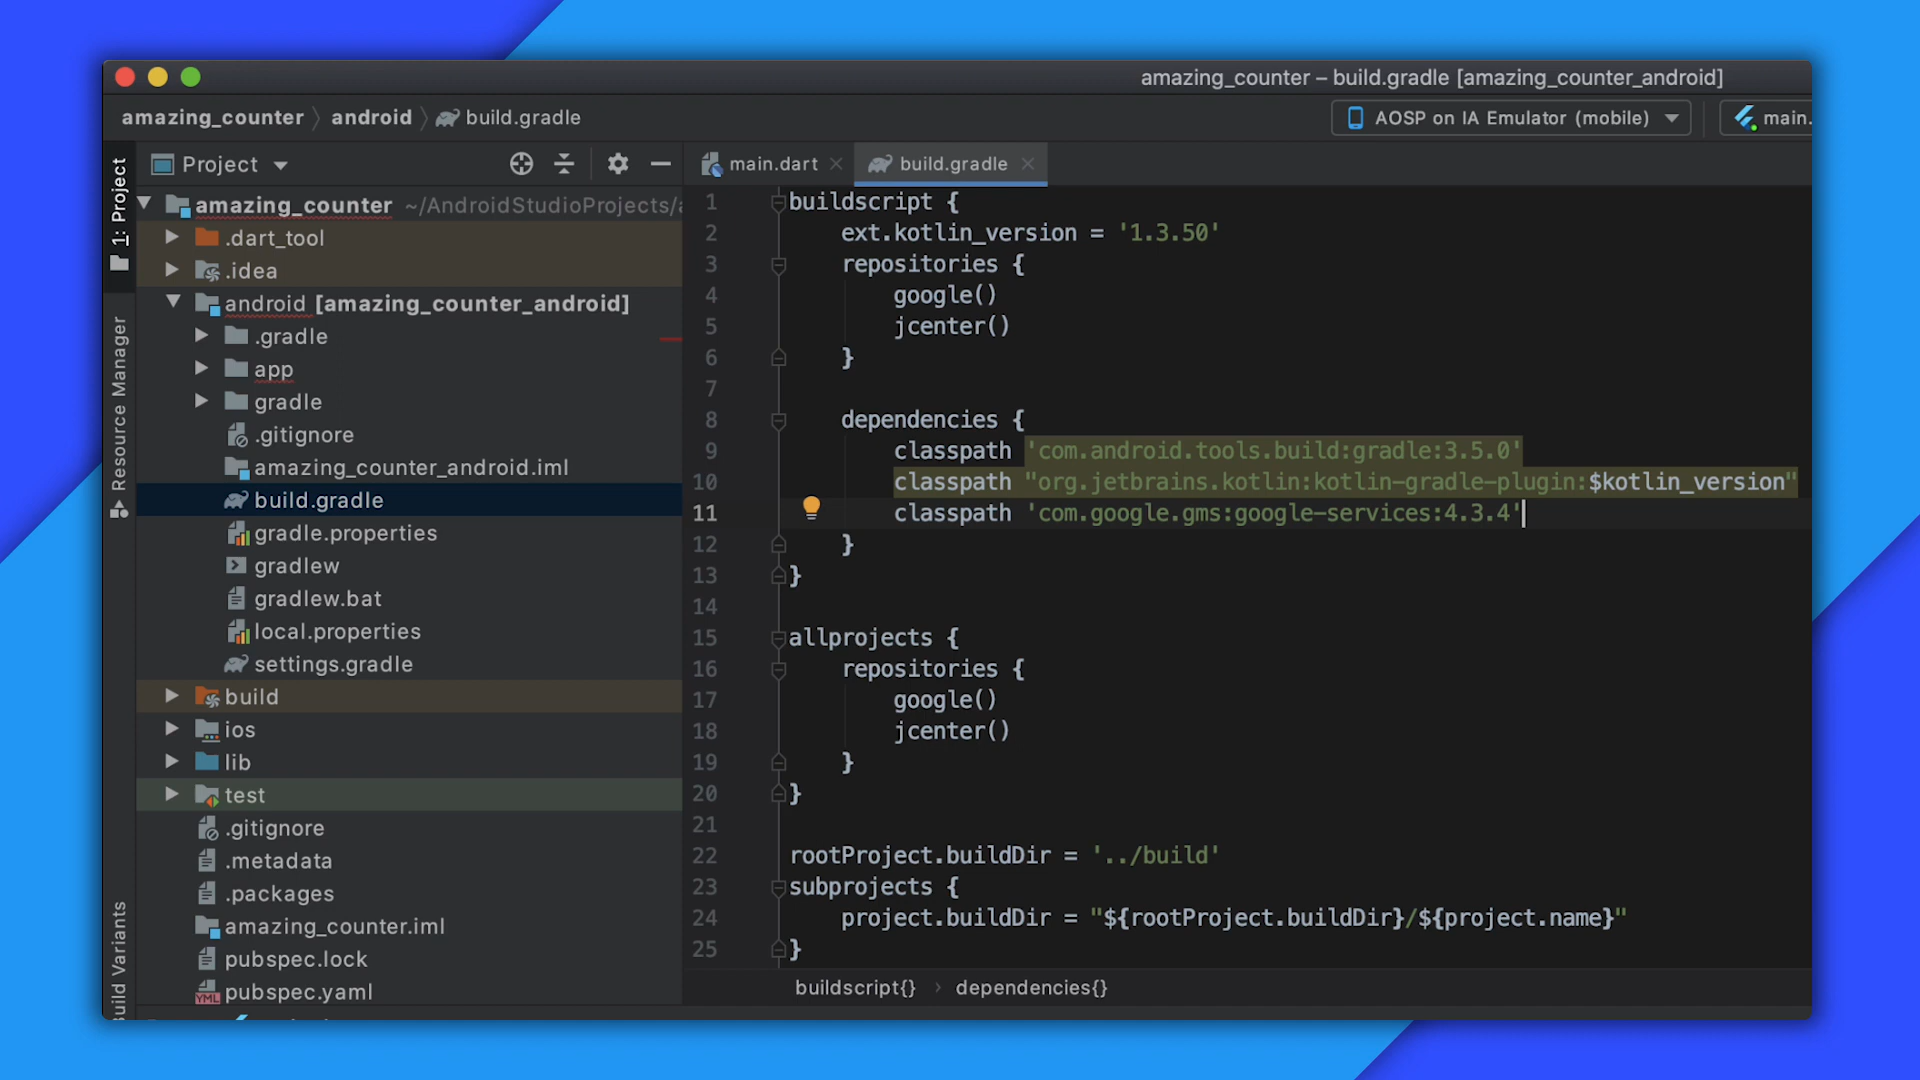 amazing_counter – build.gradle [amazing_counter_android]
amazing_counter 〉 android 〉 build.gradle
AOSP on IA Emulator (mobile)
main.
1: Project
Resource Manager
Build Variants
Project
amazing_counter ~/AndroidStudioProjects/
.dart_tool
.idea
android [amazing_counter_android]
.gradle
app
gradle
.gitignore
amazing_counter_android.iml
build.gradle
gradle.properties
gradlew
gradlew.bat
local.properties
settings.gradle
build
ios
lib
test
.gitignore
.metadata
.packages
amazing_counter.iml
pubspec.lock
pubspec.yaml
main.dart
build.gradle
1 buildscript {
2 ext.kotlin_version = '1.3.50'
3 repositories {
4 google()
5 jcenter()
6 }
7
8 dependencies {
9 classpath 'com.android.tools.build:gradle:3.5.0'
10 classpath "org.jetbrains.kotlin:kotlin-gradle-plugin:$kotlin_version"
11 classpath 'com.google.gms:google-services:4.3.4'
12 }
13 }
14
15 allprojects {
16 repositories {
17 google()
18 jcenter()
19 }
20 }
21
22 rootProject.buildDir = '../build'
23 subprojects {
24 project.buildDir = "${rootProject.buildDir}/${project.name}"
25 }
buildscript{} › dependencies{}